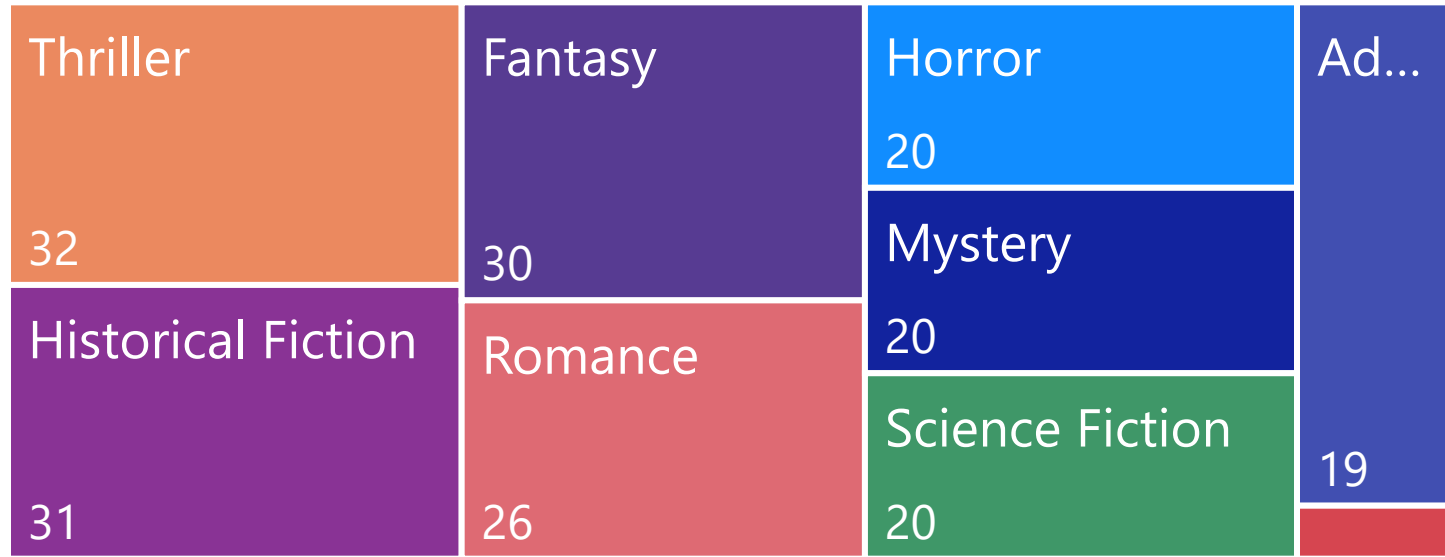 Thriller
32
Historical Fiction
31
Fantasy
30
Romance
26
Horror
20
Mystery
20
Science Fiction
20
Ad...
19